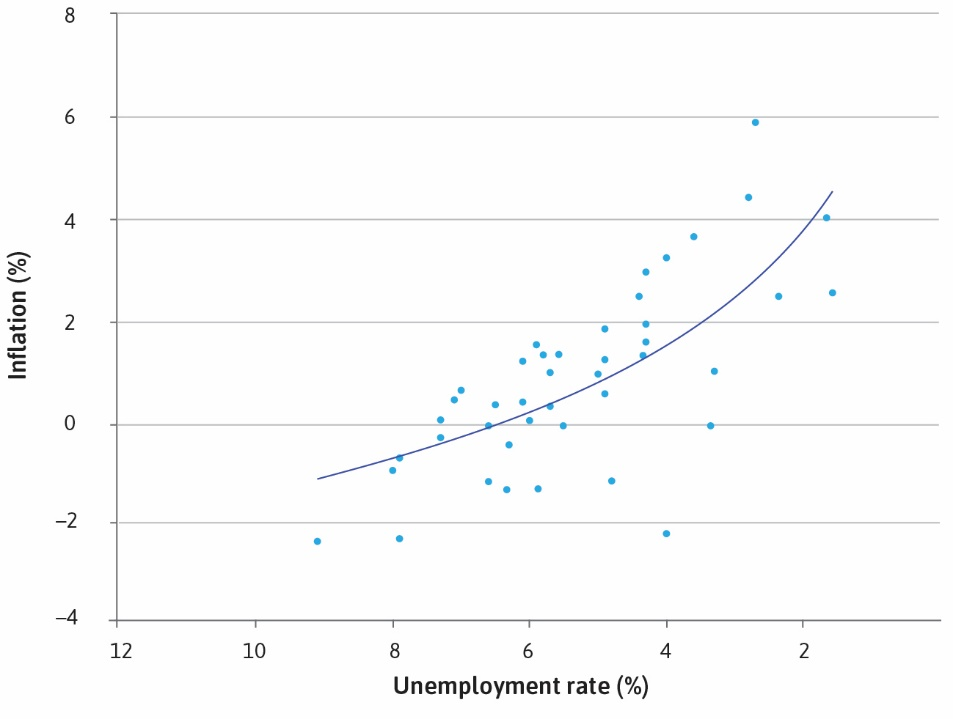 8
6
4
2
0
–2
–4
Inflation (%)
12 10 8 6 4 2
Unemployment rate (%)